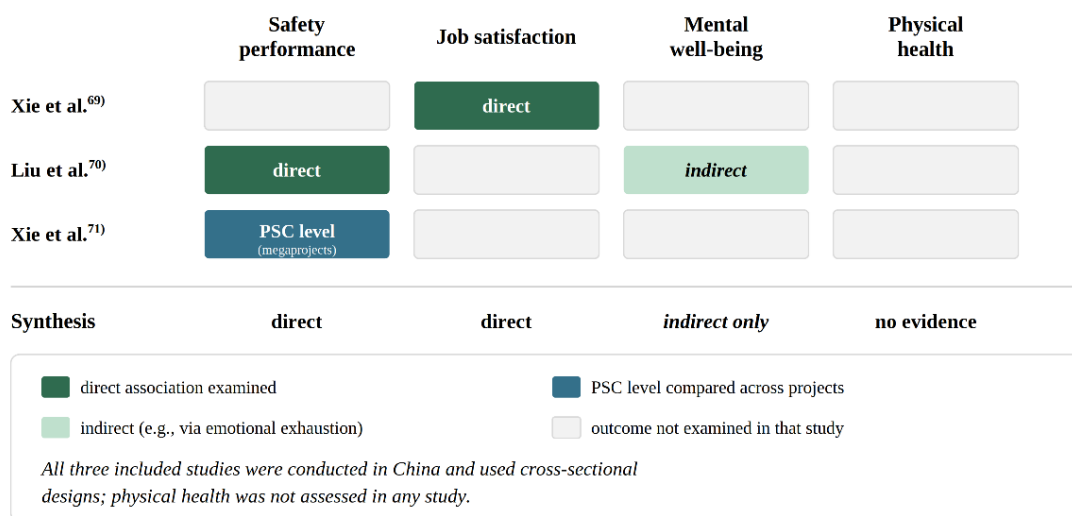 Safety performance
Job satisfaction
Mental well-being
Physical health
Xie et al.69)
direct
Liu et al.70)
direct
indirect
Xie et al.71)
PSC level
(megaprojects)
Synthesis
direct
direct
indirect only
no evidence
direct association examined
PSC level compared across projects
indirect (e.g., via emotional exhaustion)
outcome not examined in that study
All three included studies were conducted in China and used cross-sectional
designs; physical health was not assessed in any study.